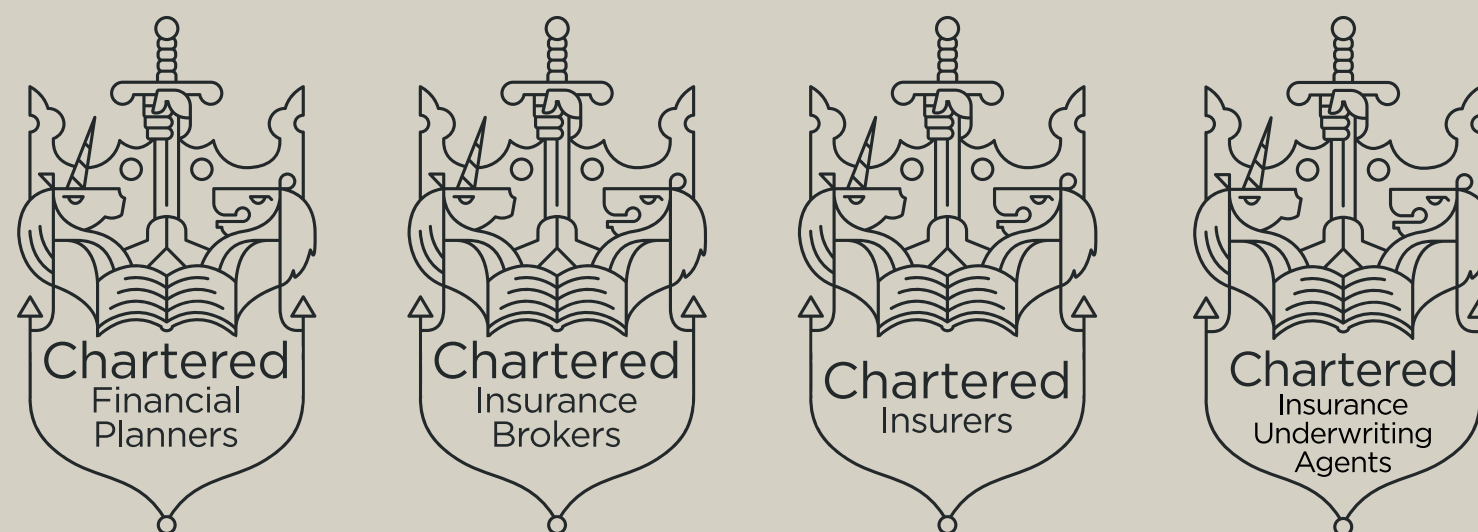 Chartered
Financial
Planners
Chartered
Insurance
Brokers
Chartered
Insurers
Chartered
Insurance
Underwriting
Agents